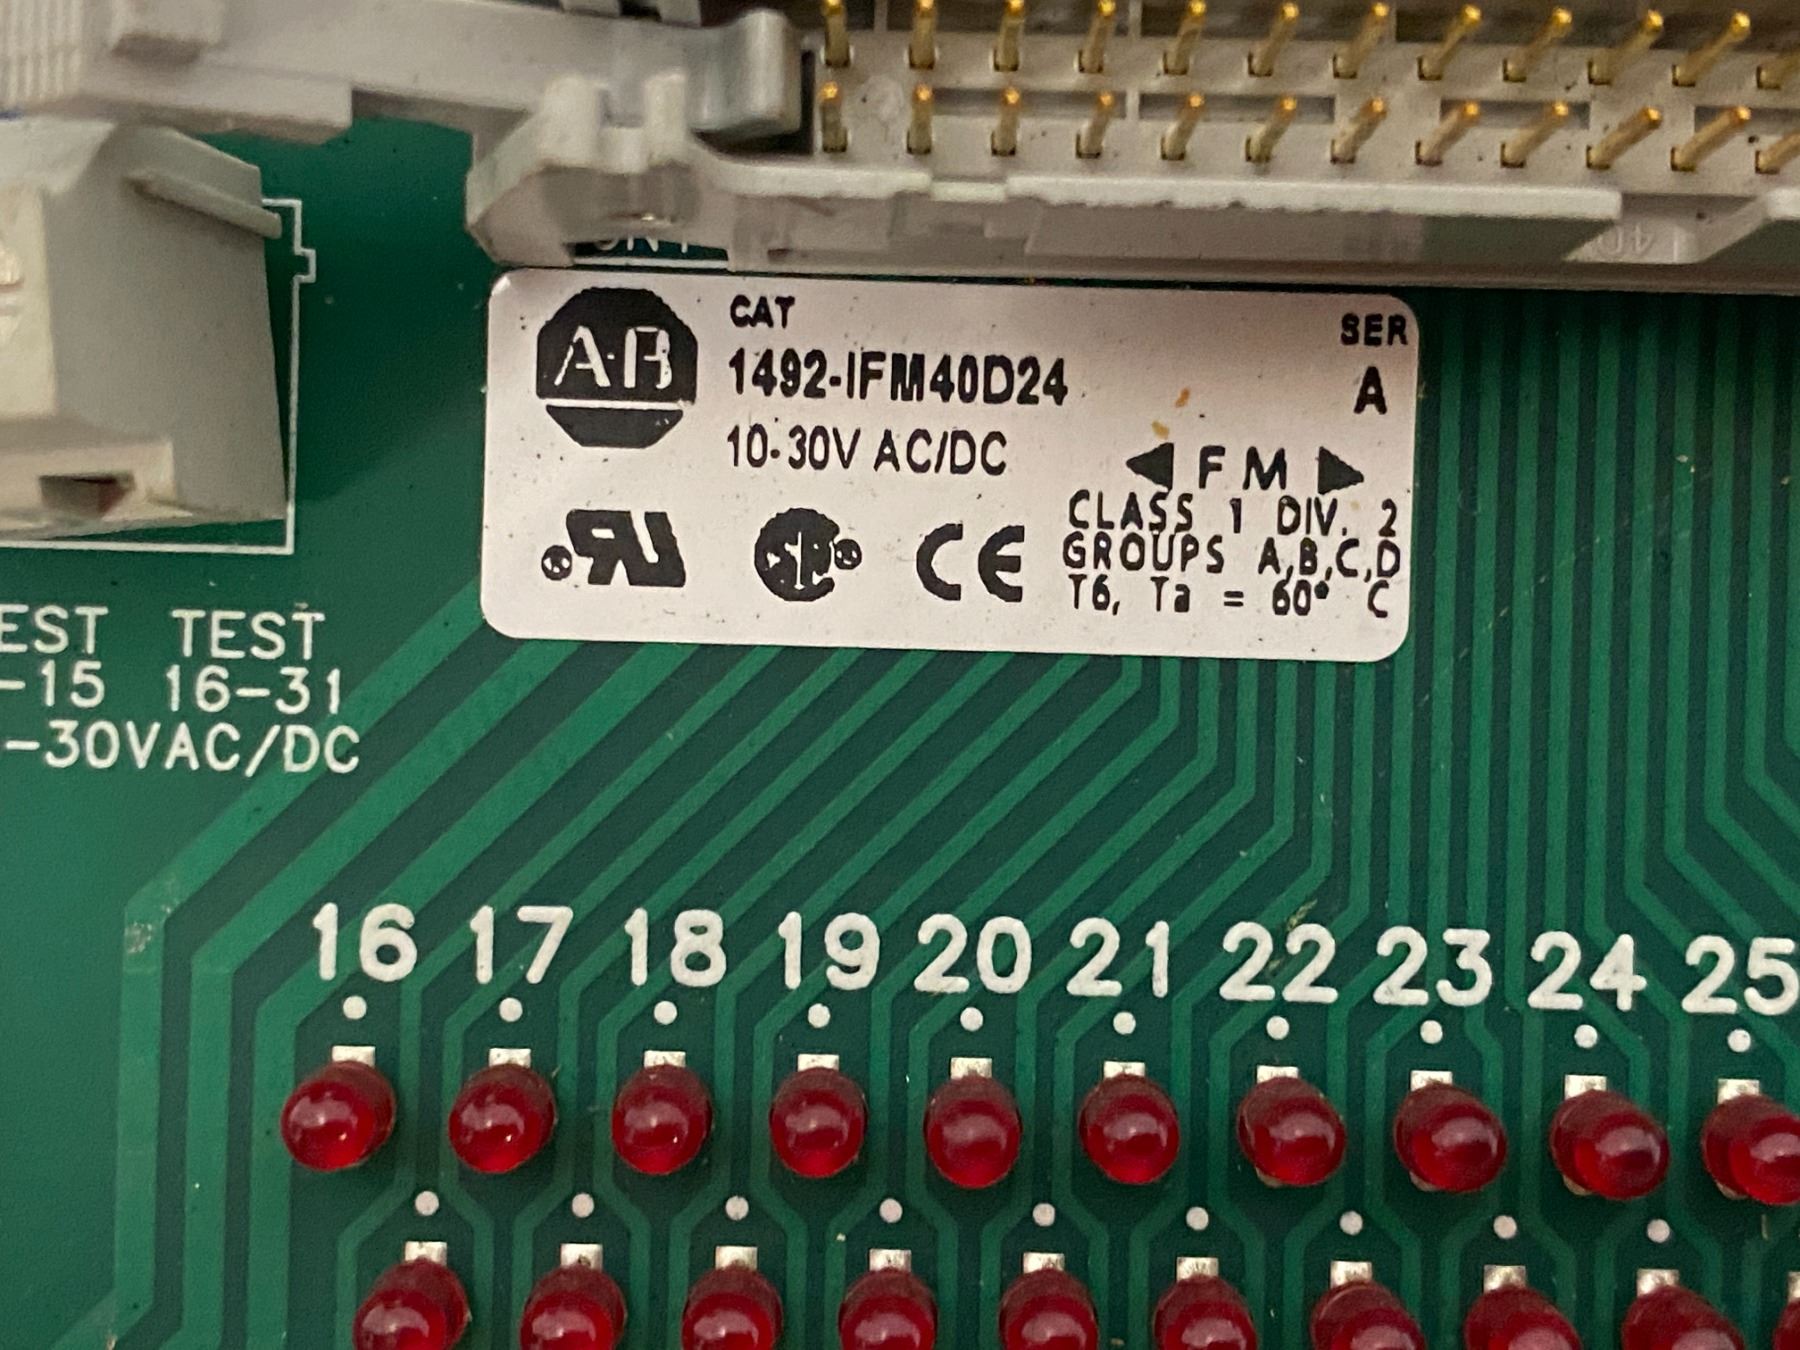 A·B
CAT
SER
1492-IFM40D24
A
10-30V AC/DC
F M
CLASS 1 DIV. 2
GROUPS A,B,C,D
T6, Ta = 60° C
CE
EST TEST
-15 16-31
-30VAC/DC
16 17 18 19 20 21 22 23 24 25